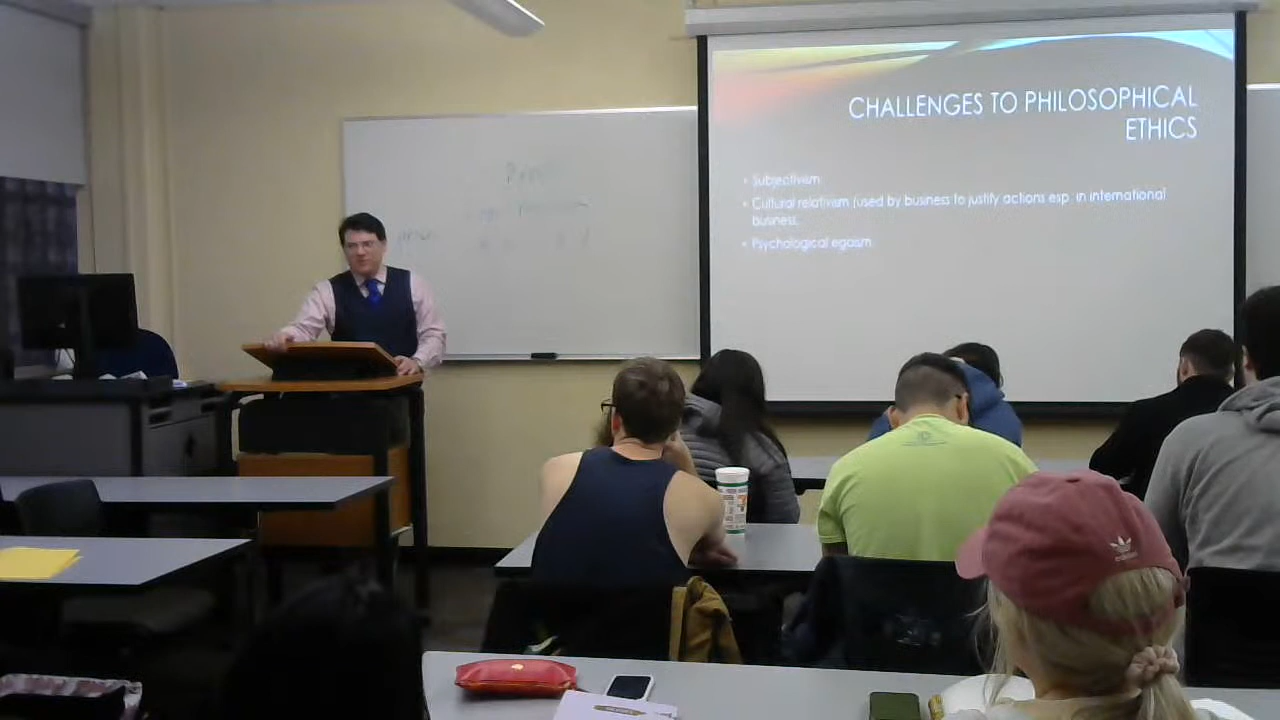 CHALLENGES TO PHILOSOPHICAL
ETHICS
• Subjectivism
• Cultural relativism (used by business to justify actions esp. in international
business.
• Psychological egoism